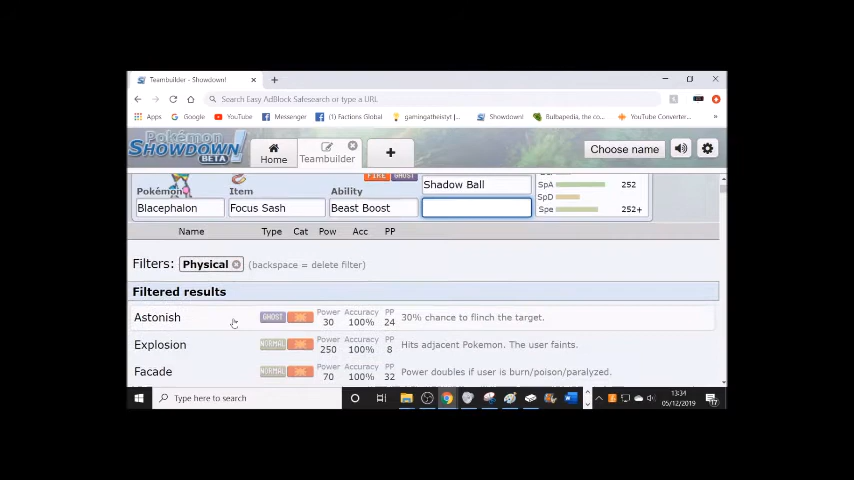 Teambuilder - Showdown!
Search Easy AdBlock Safesearch or type a URL
Apps Google YouTube Messenger (1) Factions Global gamingatheistyt |... Showdown! Bulbapedia, the co... YouTube Converter...
Pokémon
SHOWDOWN!
BETA
Home
Teambuilder
Choose name
FIRE GHOST
Shadow Ball
SpA 252
SpD
Spe 252+
Pokémon Item Ability
Blacephalon Focus Sash Beast Boost
Name Type Cat Pow Acc PP
Filters: Physical (backspace = delete filter)
Filtered results
Astonish GHOST Power 30 Accuracy 100% PP 24 30% chance to flinch the target.
Explosion NORMAL Power 250 Accuracy 100% PP 8 Hits adjacent Pokemon. The user faints.
Facade NORMAL Power 70 Accuracy 100% PP 32 Power doubles if user is burn/poison/paralyzed.
Type here to search
13:34
05/12/2019
17